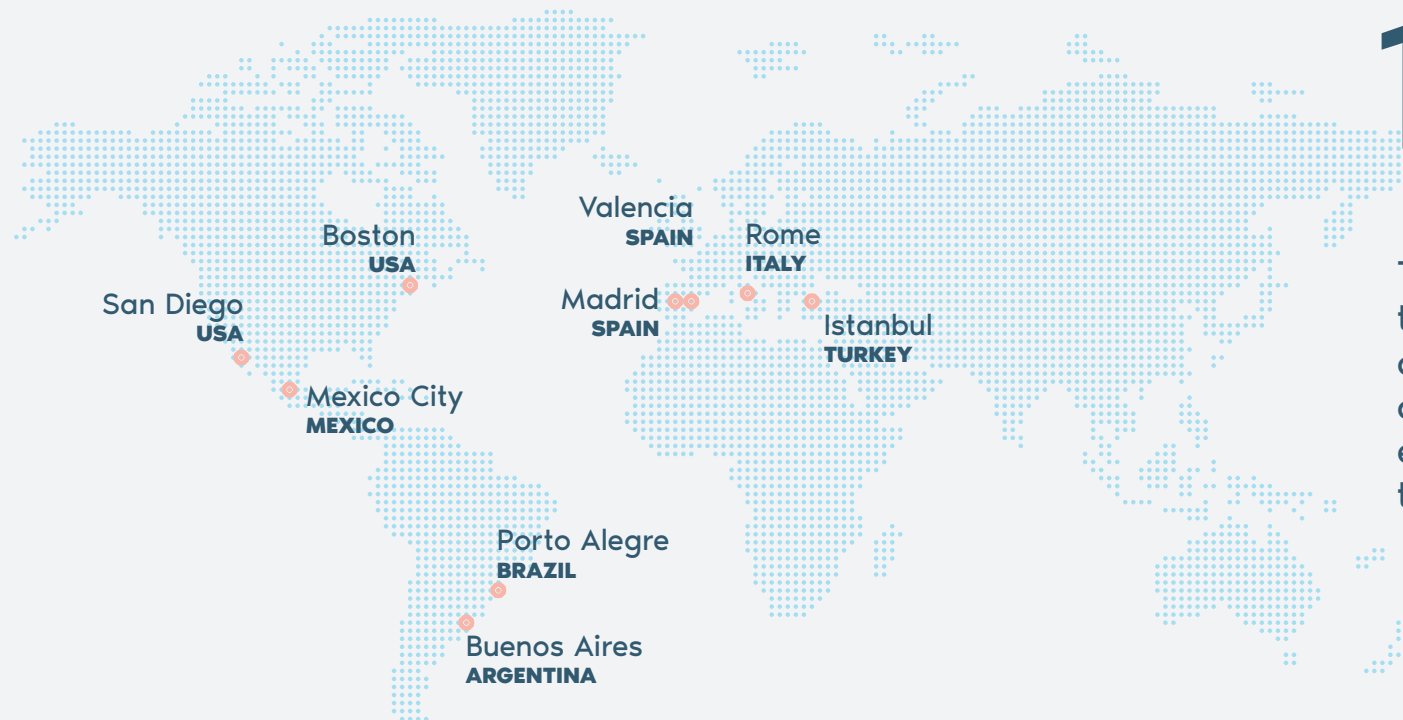 Valencia
SPAIN
Boston
USA
Rome
ITALY
San Diego
USA
Madrid
SPAIN
Istanbul
TURKEY
Mexico City
MEXICO
Porto Alegre
BRAZIL
Buenos Aires
ARGENTINA